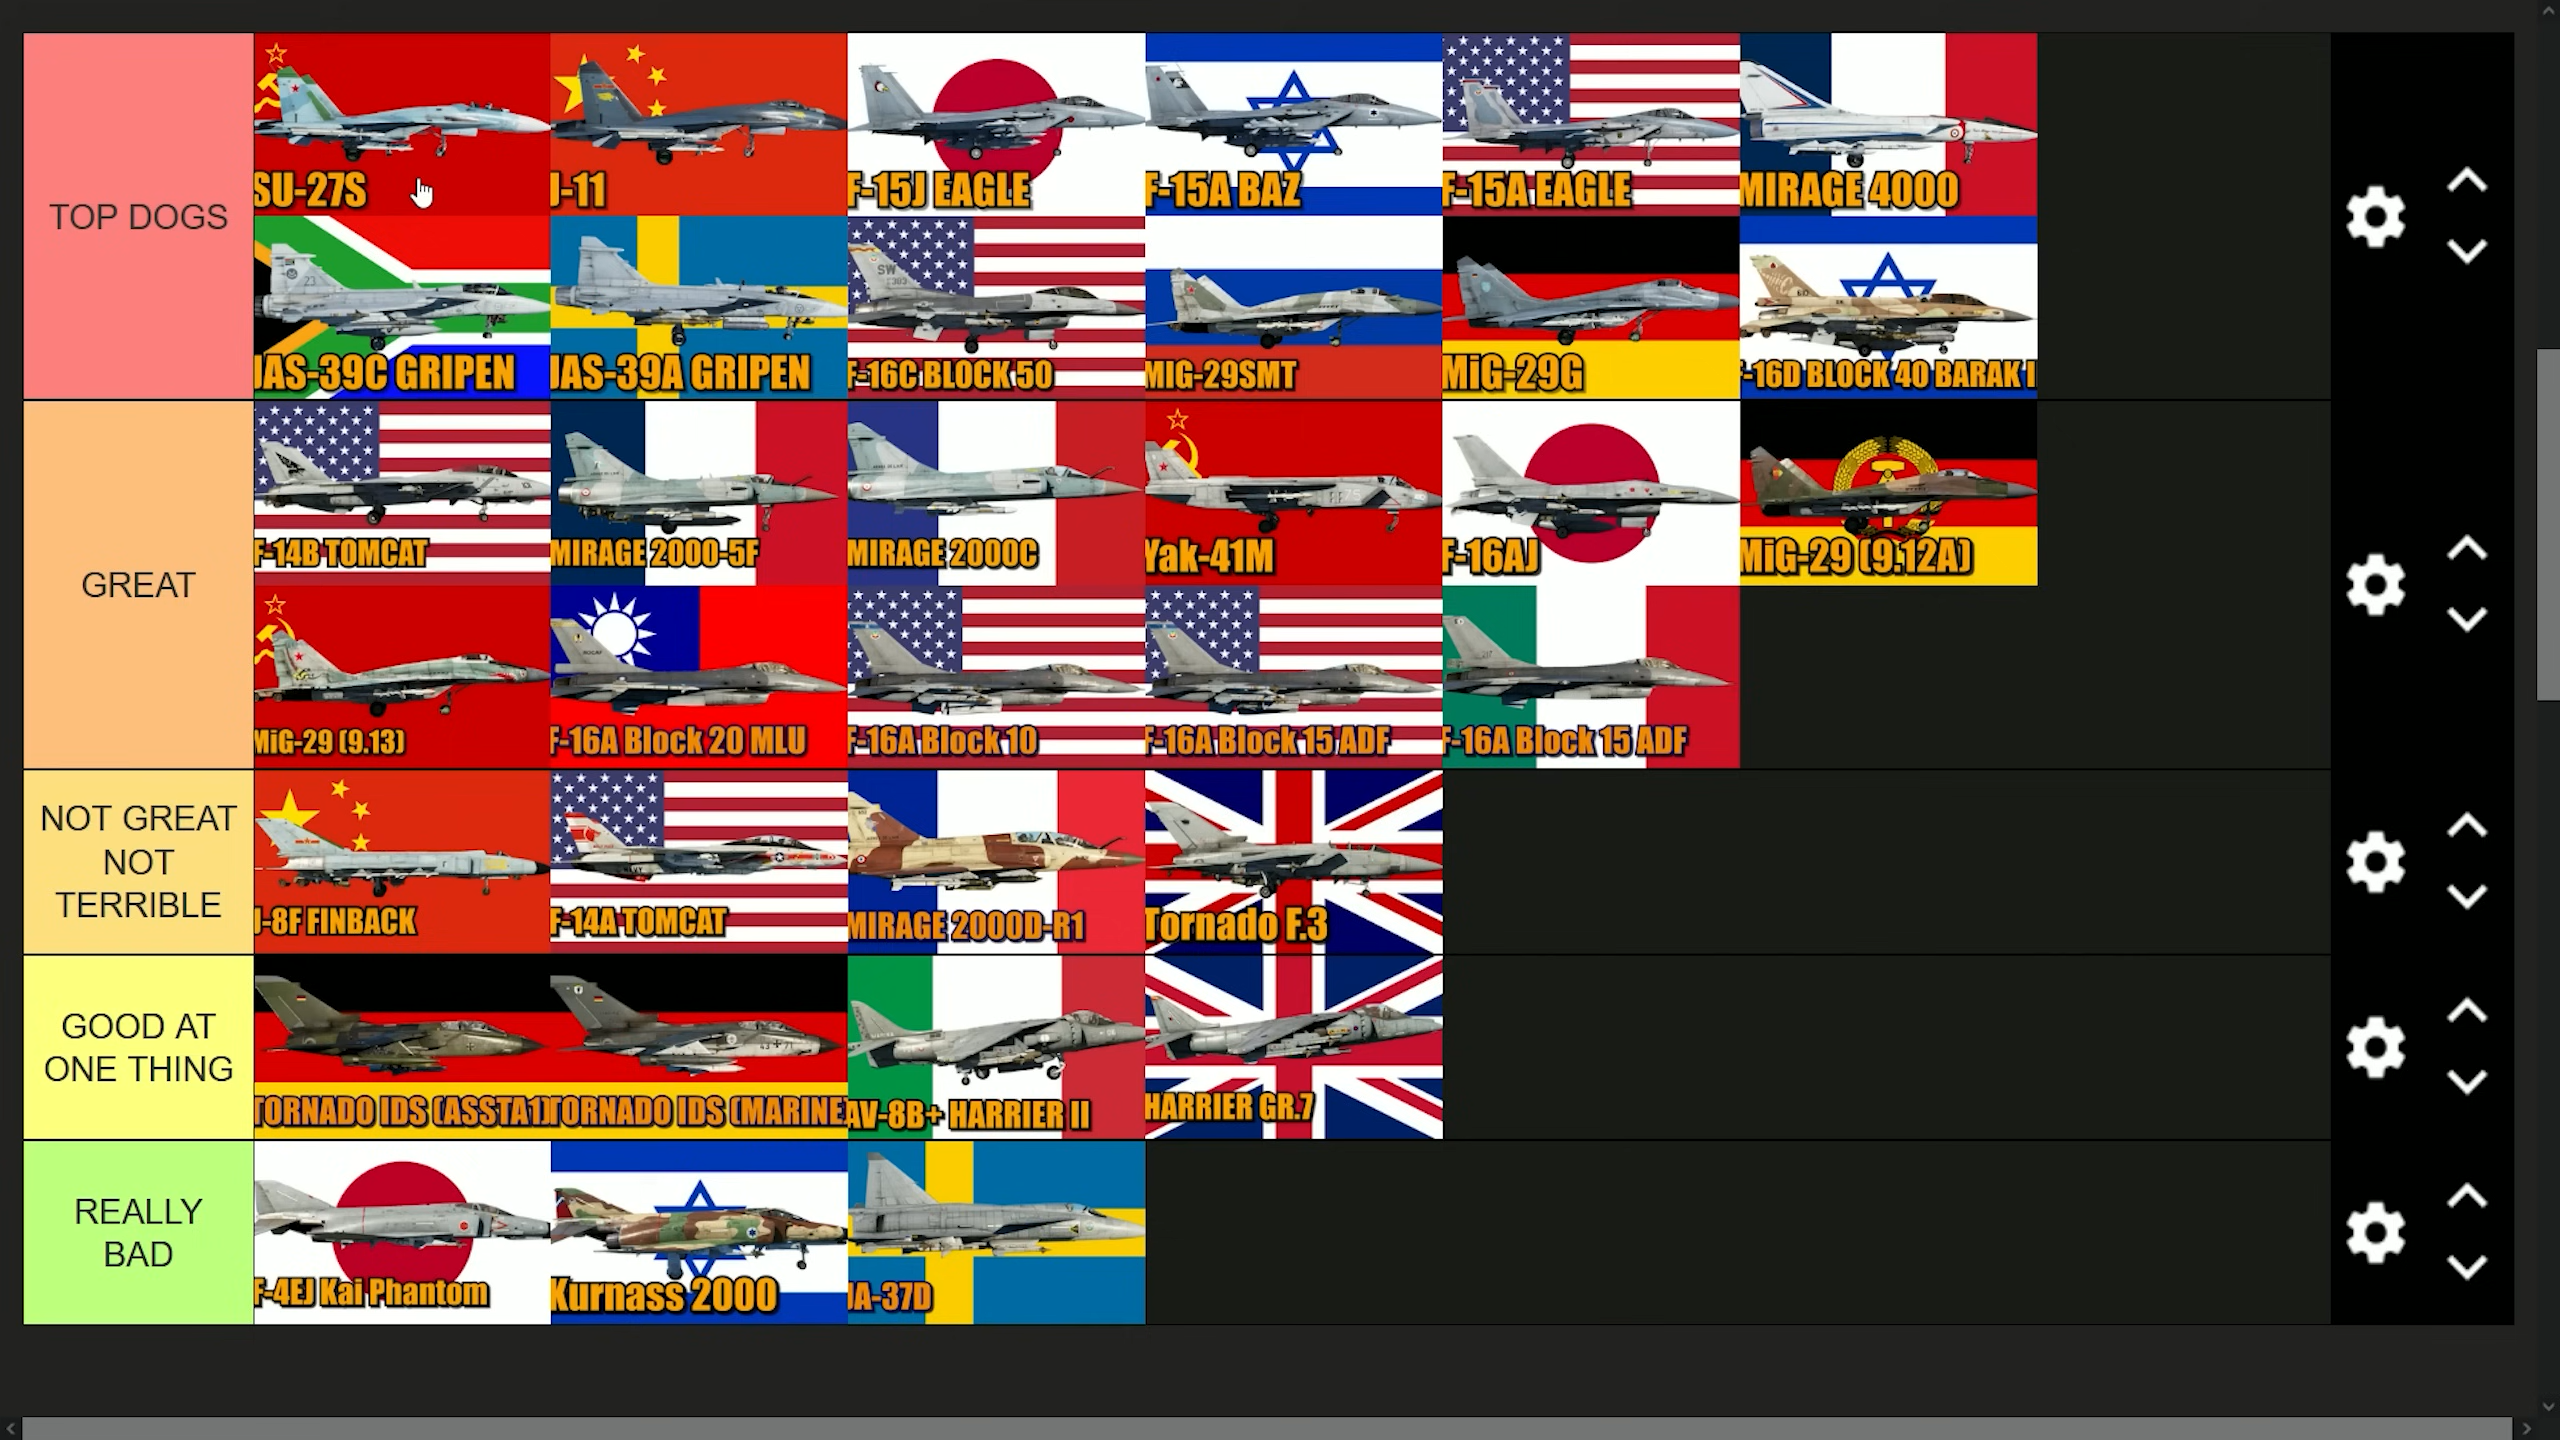 TOP DOGS
SU-27S
J-11
F-15J EAGLE
F-15A BAZ
F-15A EAGLE
MIRAGE 4000
JAS-39C GRIPEN
JAS-39A GRIPEN
F-16C BLOCK 50
MIG-29SMT
MiG-29G
F-16D BLOCK 40 BARAK I
GREAT
F-14B TOMCAT
MIRAGE 2000-5F
MIRAGE 2000C
Yak-41M
F-16AJ
MiG-29 (9.12A)
MiG-29 (9.13)
F-16A Block 20 MLU
F-16A Block 10
F-16A Block 15 ADF
F-16A Block 15 ADF
NOT GREAT
NOT
TERRIBLE
J-8F FINBACK
F-14A TOMCAT
MIRAGE 2000D-R1
Tornado F.3
GOOD AT
ONE THING
TORNADO IDS (ASSTA1)
TORNADO IDS (MARINE
AV-8B+ HARRIER II
HARRIER GR.7
REALLY
BAD
F-4EJ Kai Phantom
Kurnass 2000
JA-37D